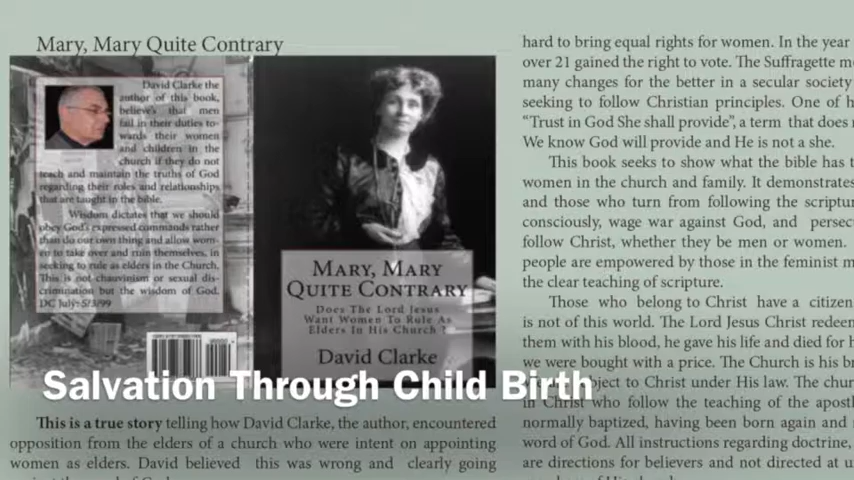 Mary, Mary Quite Contrary
David Clarke the
author of this book,
believe's that men
fail in their duties to-
wards their women
and children in the
church if they do not
teach and maintain the truths of God
regarding their roles and relationships
that are taught in the bible.
Wisdom dictates that we should
obey God's expressed commands rather
than do our own thing and allow wom-
en to take over and ruin themselves, in
seeking to rule as elders in the Church.
This is not chauvinism or sexual dis-
crimination but the wisdom of God.
DC July 5/3/99
MARY, MARY
QUITE CONTRARY
Does The Lord Jesus
Want Women To Rule As
Elders In His Church ?
David Clarke
Salvation Through Child Birth
This is a true story telling how David Clarke, the author, encountered
opposition from the elders of a church who were intent on appointing
women as elders. David believed this was wrong and clearly going
hard to bring equal rights for women. In the year
over 21 gained the right to vote. The Suffragette
many changes for the better in a secular society
seeking to follow Christian principles. One of
"Trust in God She shall provide", a term that does
We know God will provide and He is not a she.
This book seeks to show what the bible has
women in the church and family. It demonstrates
and those who turn from following the
consciously, wage war against God, and
follow Christ, whether they be men or women.
people are empowered by those in the feminist
the clear teaching of scripture.
Those who belong to Christ have a
is not of this world. The Lord Jesus Christ
them with his blood, he gave his life and died for
we were bought with a price. The Church is his
subject to Christ under His law. The
in Christ who follow the teaching of the
normally baptized, having been born again and
word of God. All instructions regarding doctrine,
are directions for believers and not directed at